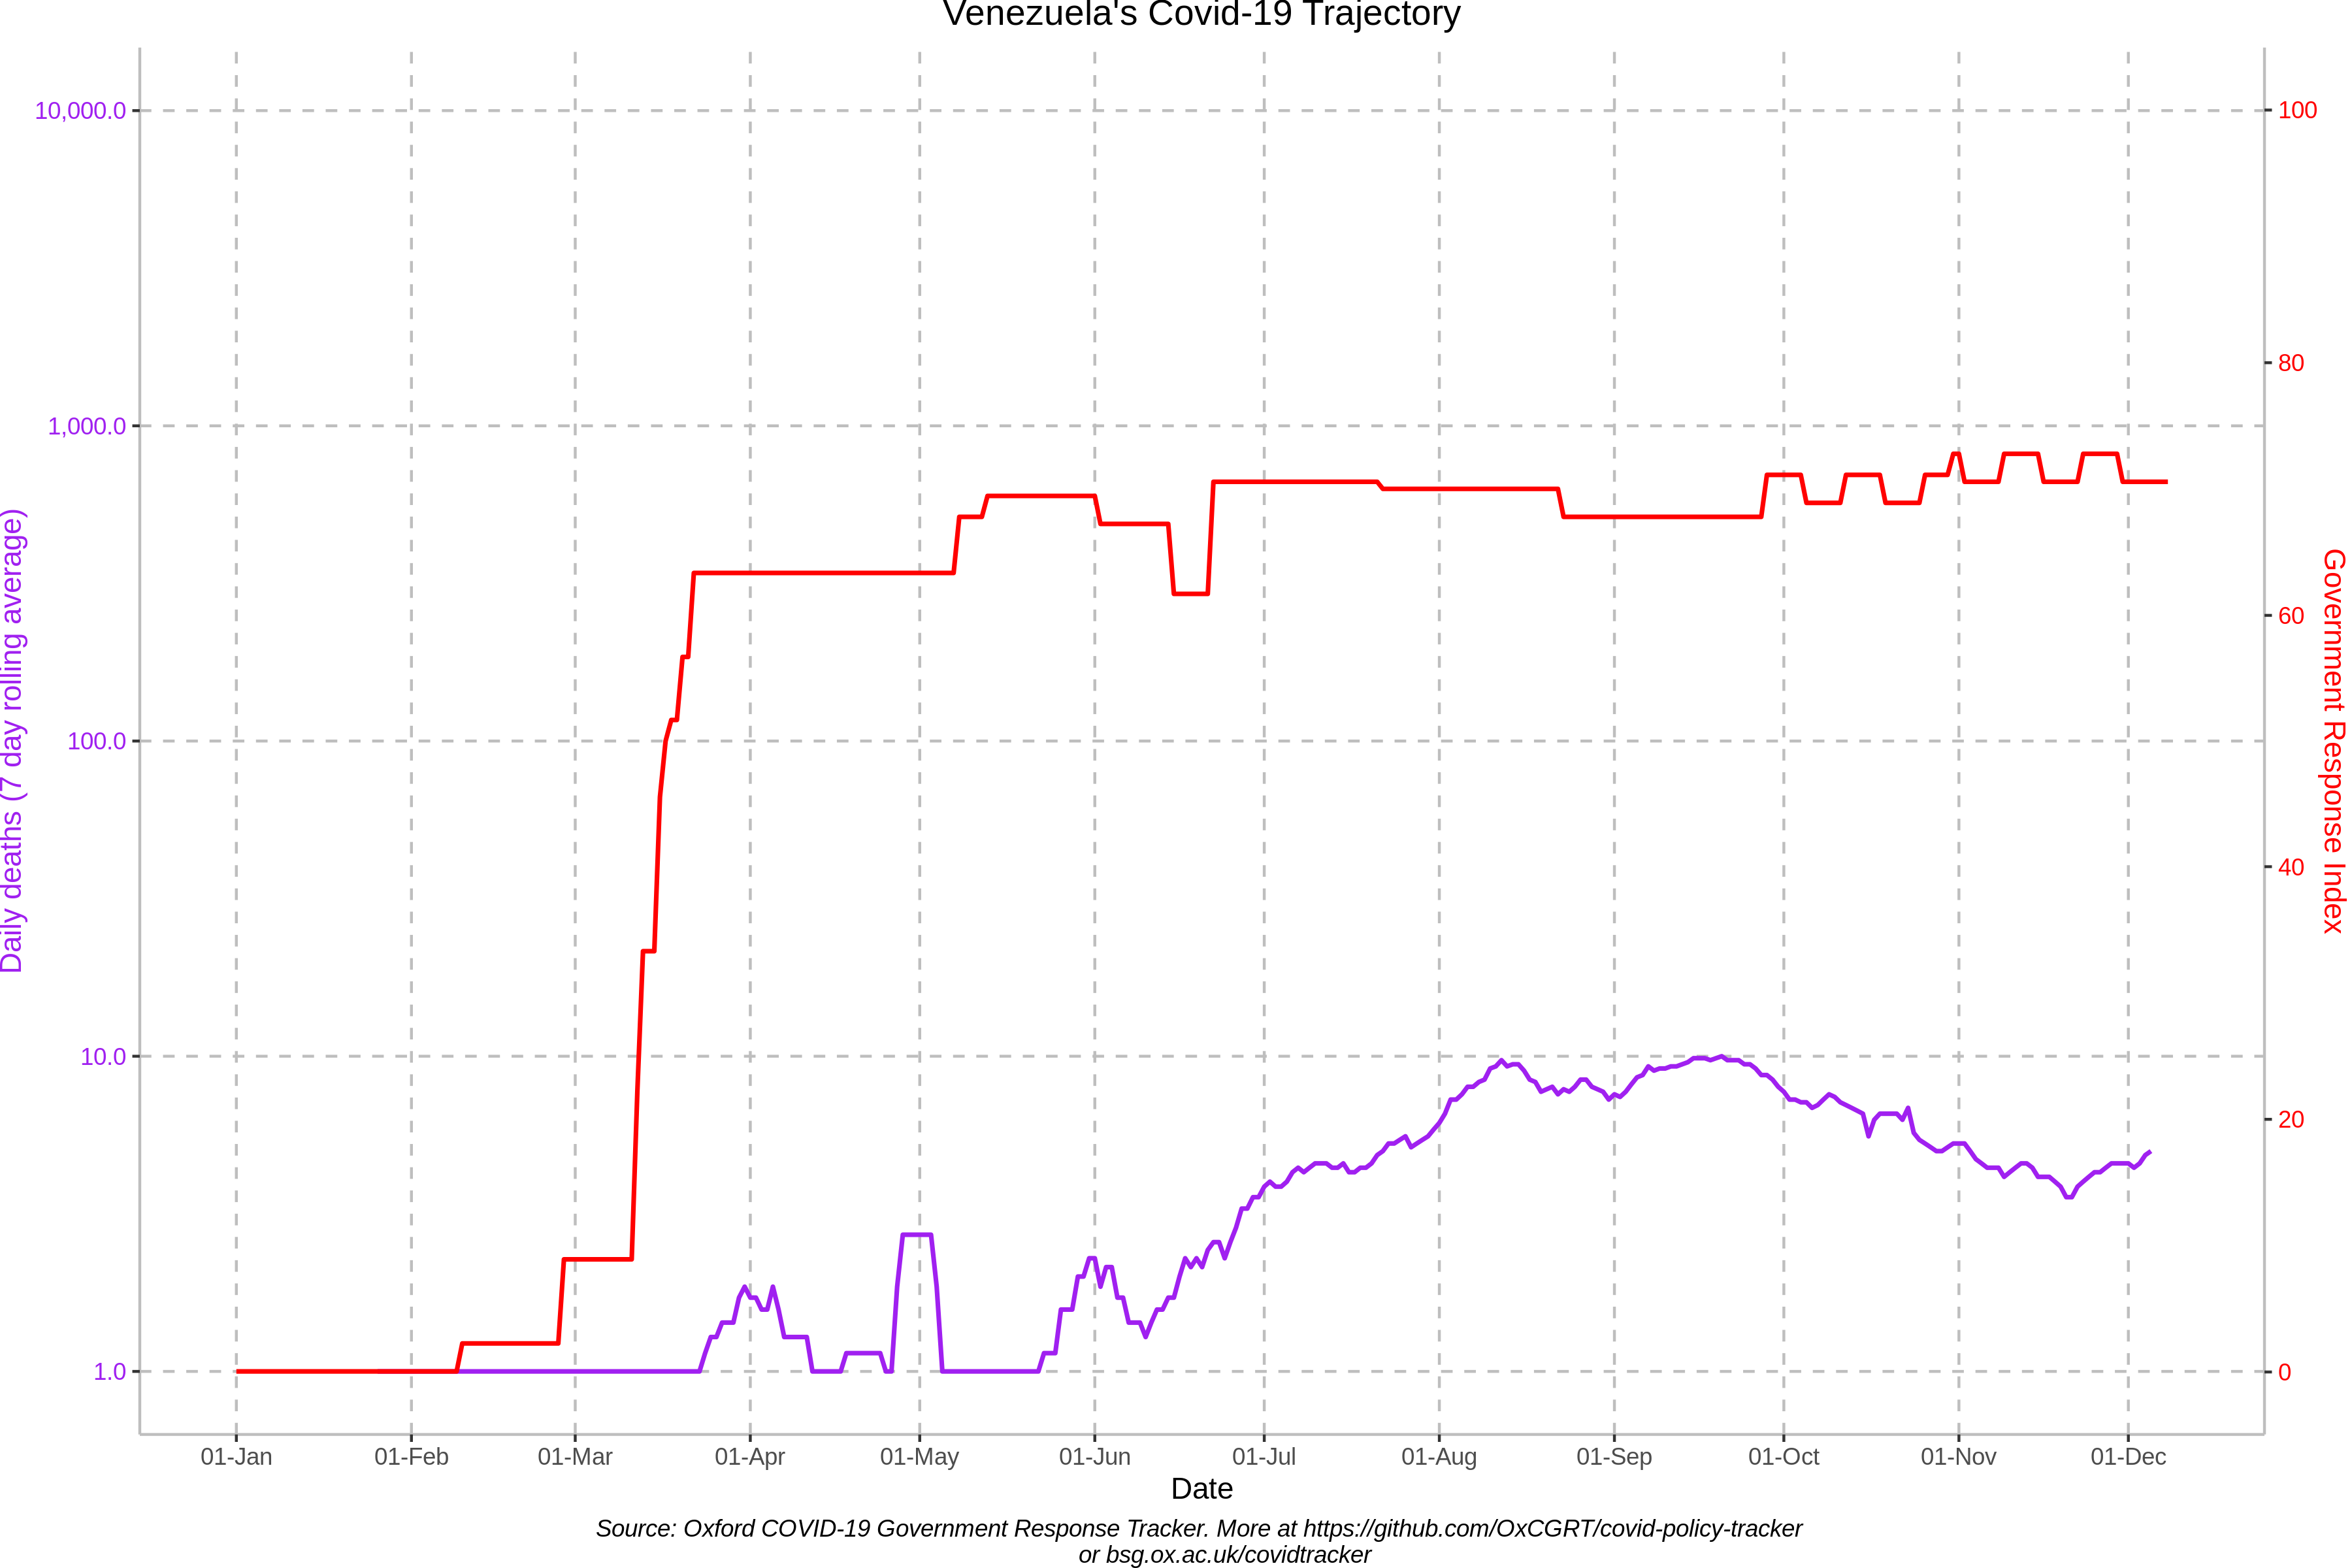 Venezuela's Covid-19 Trajectory
10,000.0
1,000.0
100.0
10.0
1.0
Daily deaths (7 day rolling average)
100
80
60
40
20
0
Government Response Index
01-Jan 01-Feb 01-Mar 01-Apr 01-May 01-Jun 01-Jul 01-Aug 01-Sep 01-Oct 01-Nov 01-Dec
Date
Source: Oxford COVID-19 Government Response Tracker. More at https://github.com/OxCGRT/covid-policy-tracker
or bsg.ox.ac.uk/covidtracker